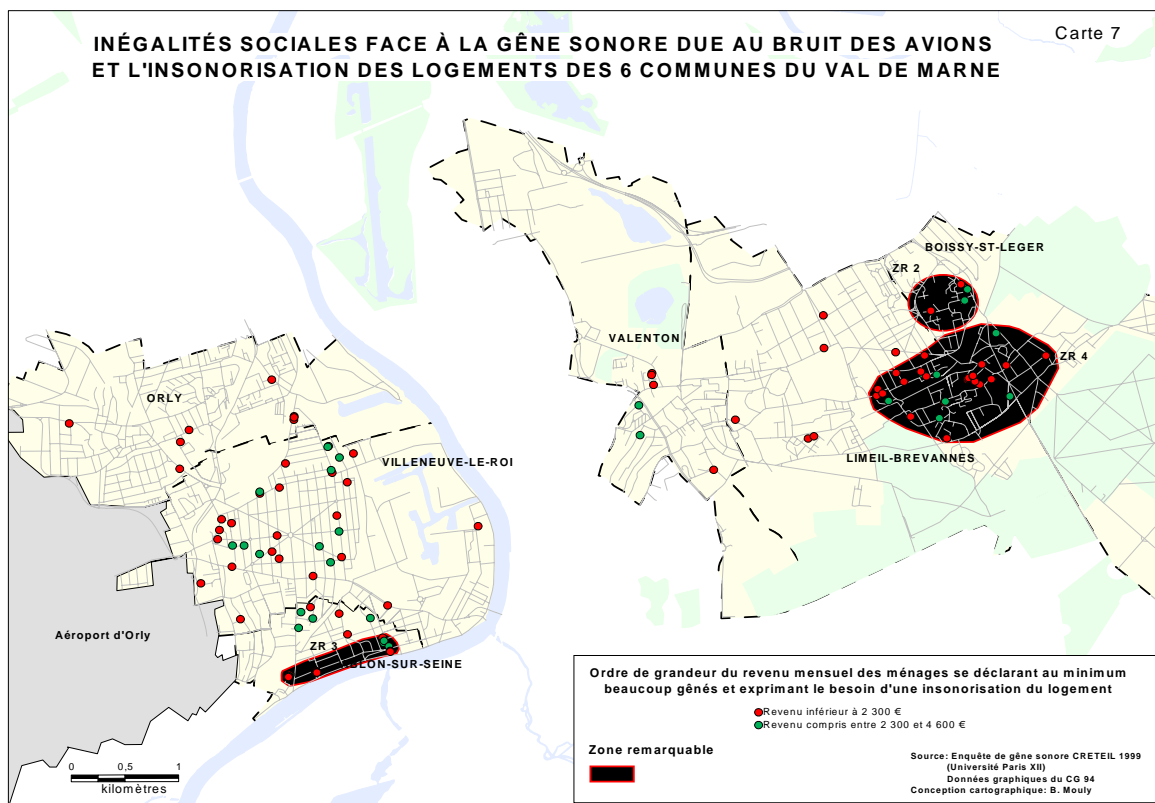 Carte 7
INÉGALITÉS SOCIALES FACE À LA GÊNE SONORE DUE AU BRUIT DES AVIONS
ET L'INSONORISATION DES LOGEMENTS DES 6 COMMUNES DU VAL DE MARNE
BOISSY-ST-LEGER
ZR 2
VALENTON
ZR 4
ORLY
LIMEIL-BREVANNES
VILLENEUVE-LE-ROI
Aéroport d'Orly
ZR 3
ABLON-SUR-SEINE
0 0,5 1
kilomètres
Ordre de grandeur du revenu mensuel des ménages se déclarant au minimum
beaucoup gênés et exprimant le besoin d'une insonorisation du logement
Revenu inférieur à 2 300 €
Revenu compris entre 2 300 et 4 600 €
Zone remarquable
Source: Enquête de gêne sonore CRETEIL 1999
(Université Paris XII)
Données graphiques du CG 94
Conception cartographique: B. Mouly